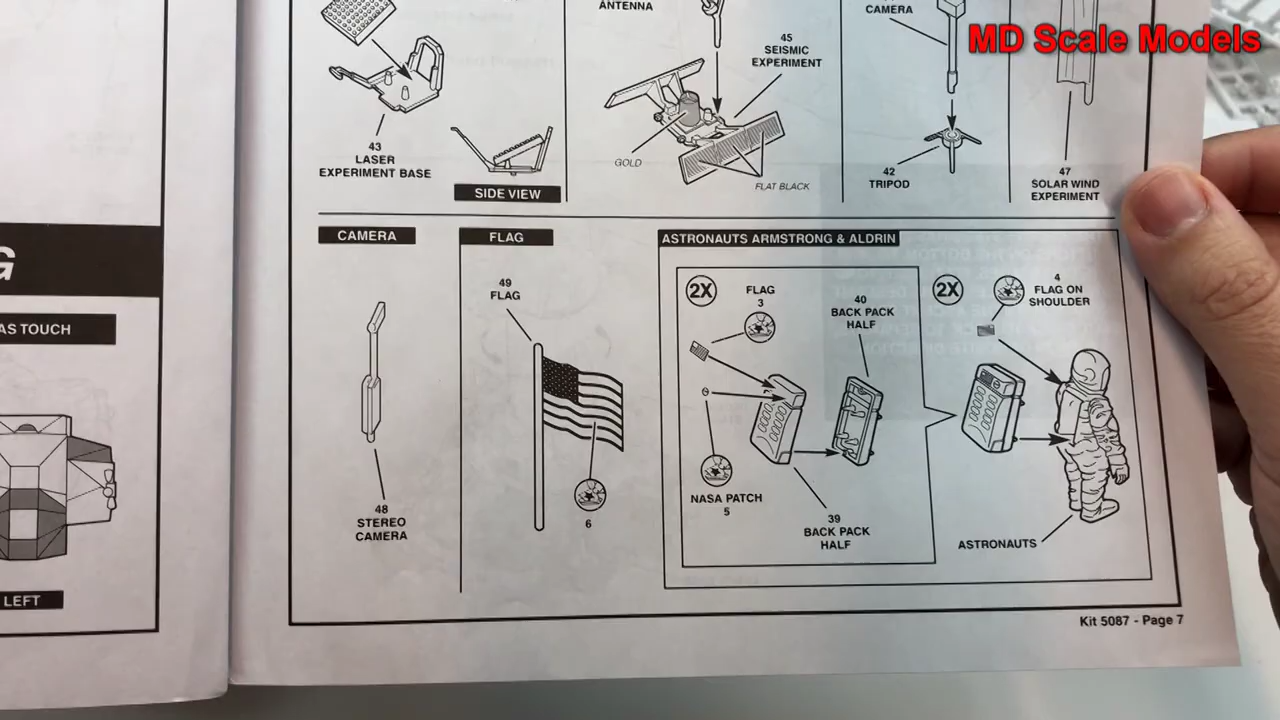 MD Scale Models
ANTENNA
CAMERA
45
SEISMIC
EXPERIMENT
43
LASER
EXPERIMENT BASE
GOLD
FLAT BLACK
42
TRIPOD
47
SOLAR WIND
EXPERIMENT
SIDE VIEW
G
AS TOUCH
LEFT
CAMERA
48
STEREO
CAMERA
FLAG
49
FLAG
6
ASTRONAUTS ARMSTRONG & ALDRIN
2X
FLAG
3
40
BACK PACK
HALF
NASA PATCH
5
39
BACK PACK
HALF
2X
4
FLAG ON
SHOULDER
ASTRONAUTS
Kit 5087 - Page 7